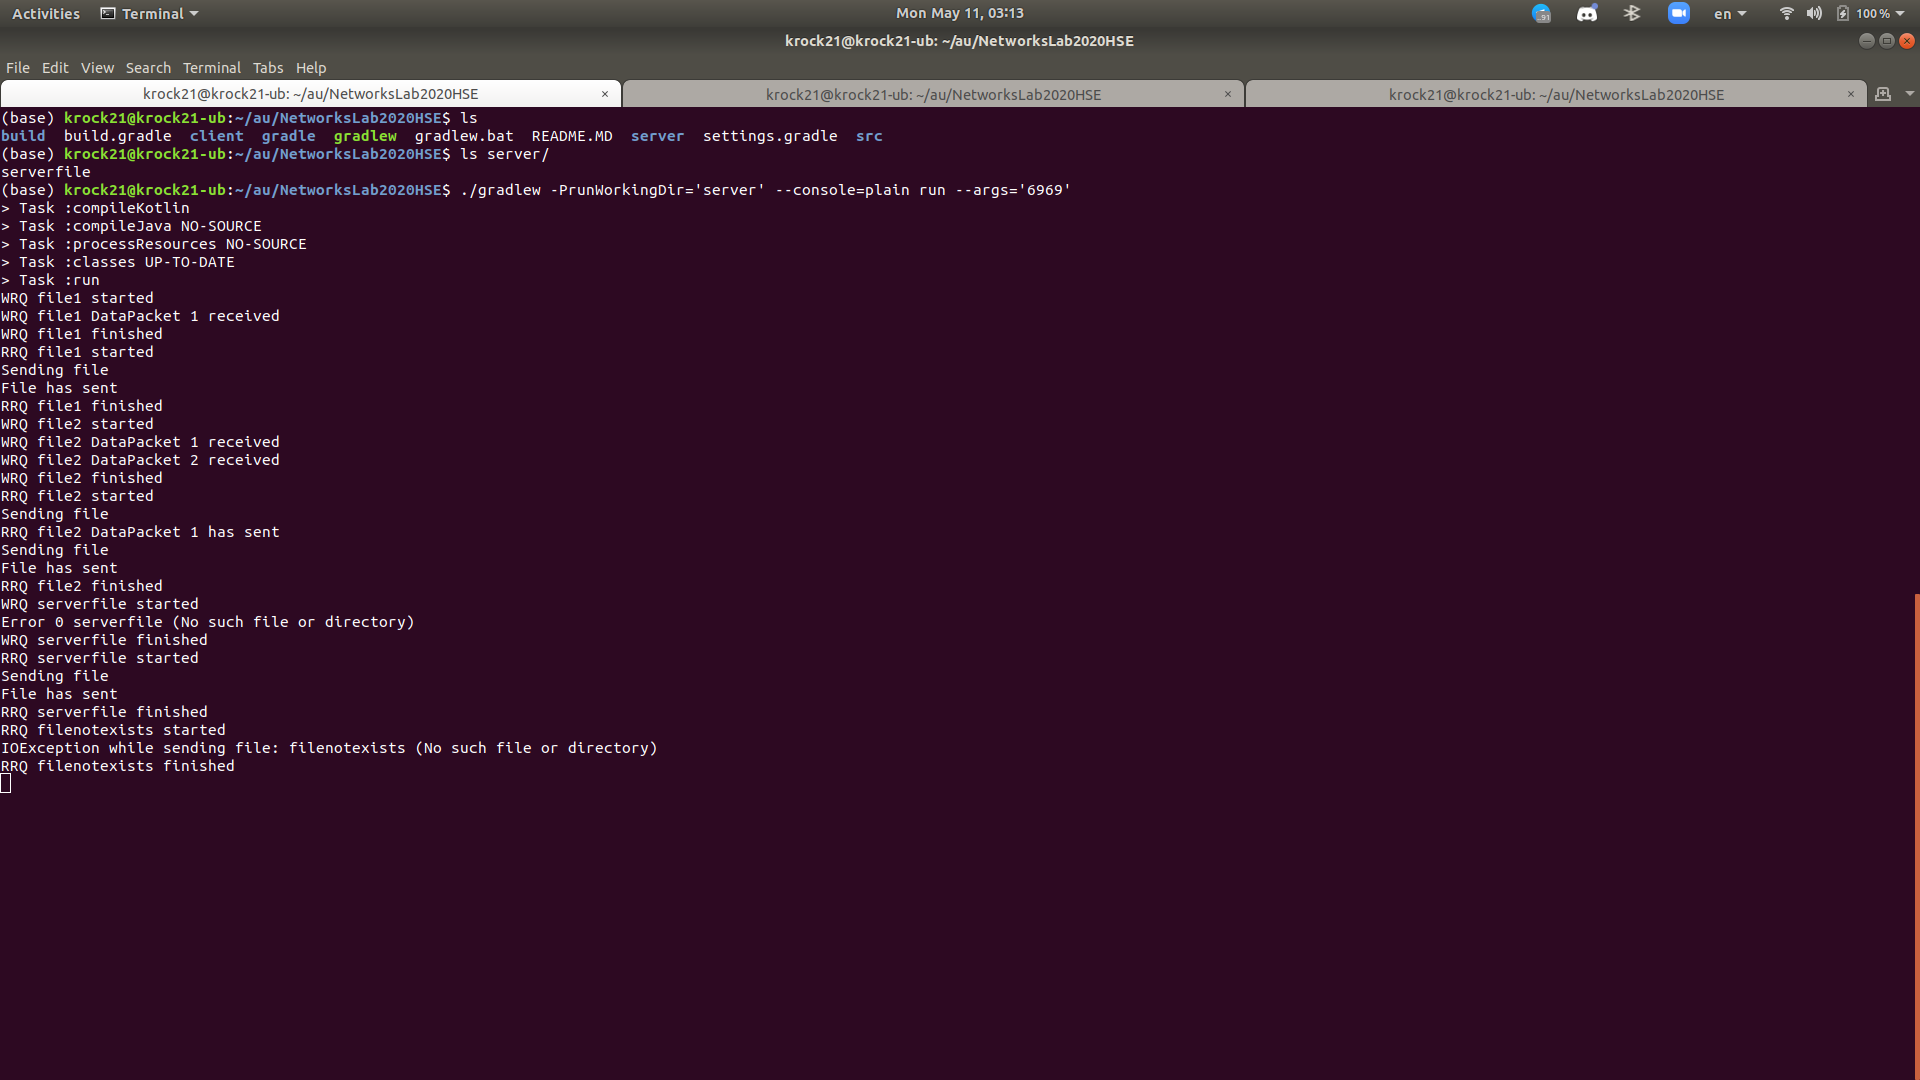 Activities Terminal Mon May 11, 03:13 91 en 100 %
krock21@krock21-ub: ~/au/NetworksLab2020HSE
File Edit View Search Terminal Tabs Help
krock21@krock21-ub: ~/au/NetworksLab2020HSE × krock21@krock21-ub: ~/au/NetworksLab2020HSE × krock21@krock21-ub: ~/au/NetworksLab2020HSE ×
(base) krock21@krock21-ub:~/au/NetworksLab2020HSE$ ls
build build.gradle client gradle gradlew gradlew.bat README.MD server settings.gradle src
(base) krock21@krock21-ub:~/au/NetworksLab2020HSE$ ls server/
serverfile
(base) krock21@krock21-ub:~/au/NetworksLab2020HSE$ ./gradlew -PrunWorkingDir='server' --console=plain run --args='6969'
> Task :compileKotlin
> Task :compileJava NO-SOURCE
> Task :processResources NO-SOURCE
> Task :classes UP-TO-DATE
> Task :run
WRQ file1 started
WRQ file1 DataPacket 1 received
WRQ file1 finished
RRQ file1 started
Sending file
File has sent
RRQ file1 finished
WRQ file2 started
WRQ file2 DataPacket 1 received
WRQ file2 DataPacket 2 received
WRQ file2 finished
RRQ file2 started
Sending file
RRQ file2 DataPacket 1 has sent
Sending file
File has sent
RRQ file2 finished
WRQ serverfile started
Error 0 serverfile (No such file or directory)
WRQ serverfile finished
RRQ serverfile started
Sending file
File has sent
RRQ serverfile finished
RRQ filenotexists started
IOException while sending file: filenotexists (No such file or directory)
RRQ filenotexists finished